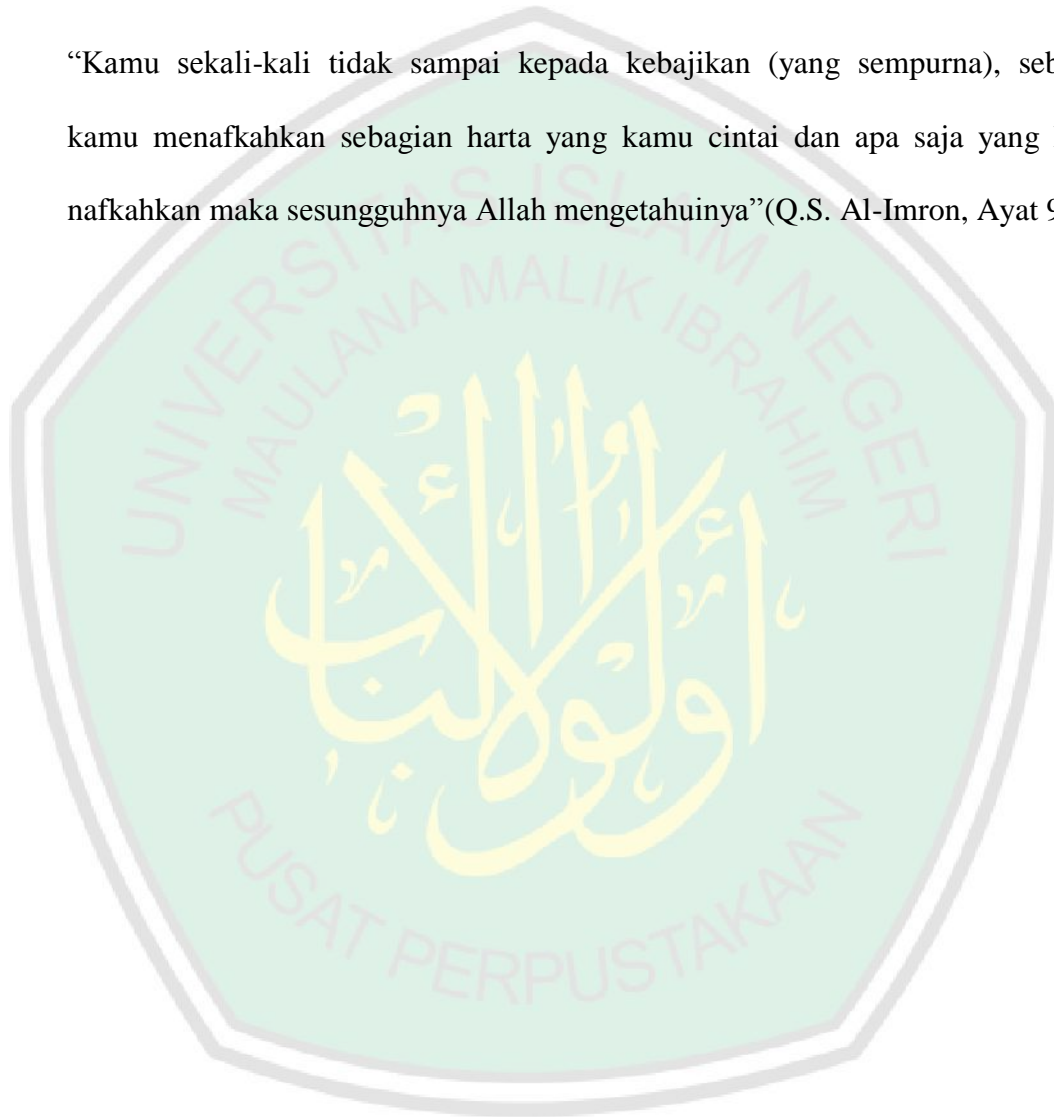 “Kamu sekali-kali tidak sampai kepada kebajikan (yang sempurna),
kamu menafkahkan sebagian harta yang kamu cintai dan apa saja yang
nafkahkan maka sesungguhnya Allah mengetahuinya”(Q.S. Al-Imron, Ayat
UNIVERSITAS ISLAM NEGERI
MAULANA MALIK IBRAHIM
أولوا الألباب
PUSAT PERPUSTAKAAN